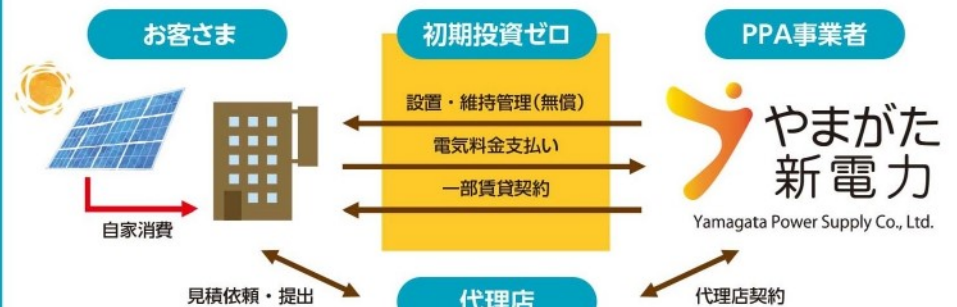 お客さま
初期投資ゼロ
PPA事業者
設置・維持管理(無償)
電気料金支払い
一部賃貸契約
やまがた
新電力
Yamagata Power Supply Co., Ltd.
自家消費
見積依頼・提出
代理店
代理店契約